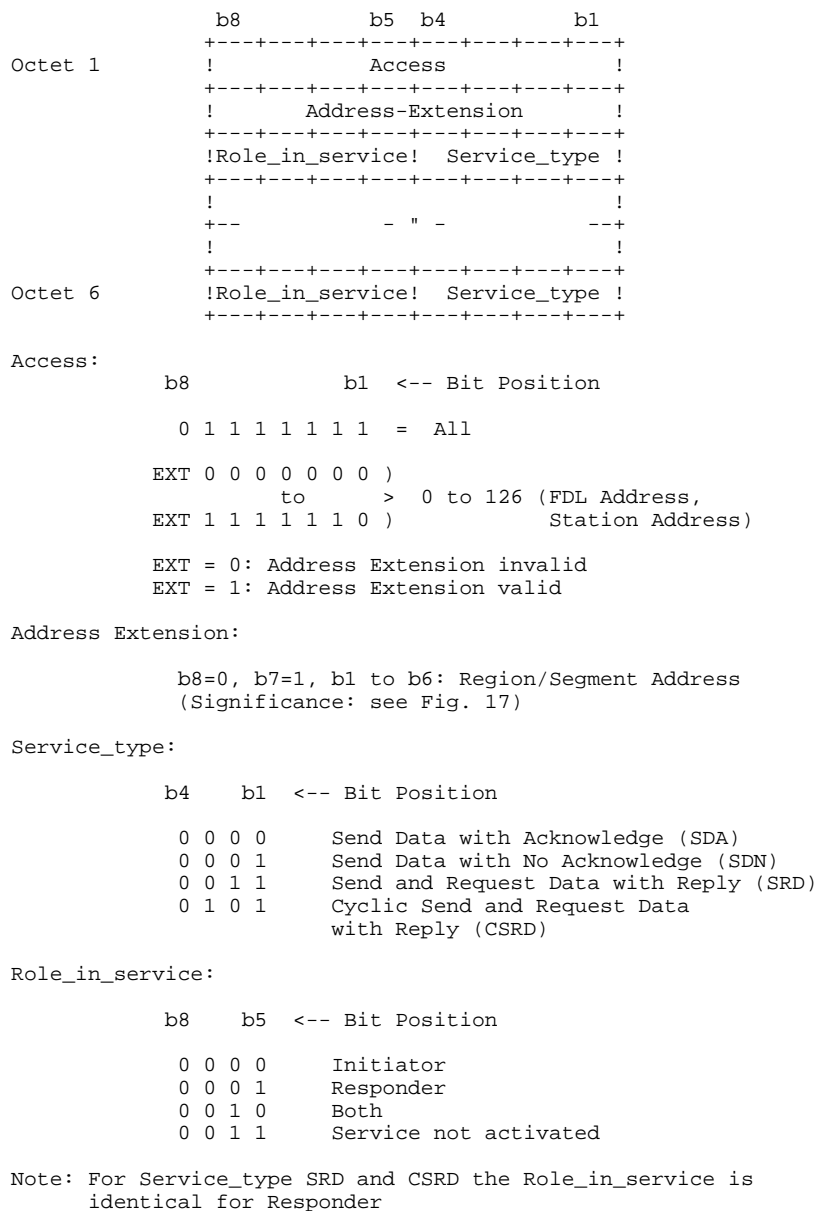 b8          b5  b4          b1
               +---+---+---+---+---+---+---+---+
Octet 1        !            Access             !
               +---+---+---+---+---+---+---+---+
               !       Address-Extension       !
               +---+---+---+---+---+---+---+---+
               !Role_in_service!  Service_type !
               +---+---+---+---+---+---+---+---+
               !                               !
               +--           - " -           --+
               !                               !
               +---+---+---+---+---+---+---+---+
Octet 6        !Role_in_service!  Service_type !
               +---+---+---+---+---+---+---+---+
Access:
            b8             b1  <-- Bit Position
             0 1 1 1 1 1 1 1  =  All
           EXT 0 0 0 0 0 0 0 )
                     to      >  0 to 126 (FDL Address,
           EXT 1 1 1 1 1 1 0 )            Station Address)
           EXT = 0: Address Extension invalid
           EXT = 1: Address Extension valid
Address Extension:
             b8=0, b7=1, b1 to b6: Region/Segment Address
             (Significance: see Fig. 17)
Service_type:
            b4    b1  <-- Bit Position
             0 0 0 0     Send Data with Acknowledge (SDA)
             0 0 0 1     Send Data with No Acknowledge (SDN)
             0 0 1 1     Send and Request Data with Reply (SRD)
             0 1 0 1     Cyclic Send and Request Data
                         with Reply (CSRD)
Role_in_service:
            b8    b5  <-- Bit Position
             0 0 0 0     Initiator
             0 0 0 1     Responder
             0 0 1 0     Both
             0 0 1 1     Service not activated
Note: For Service_type SRD and CSRD the Role_in_service is
      identical for Responder